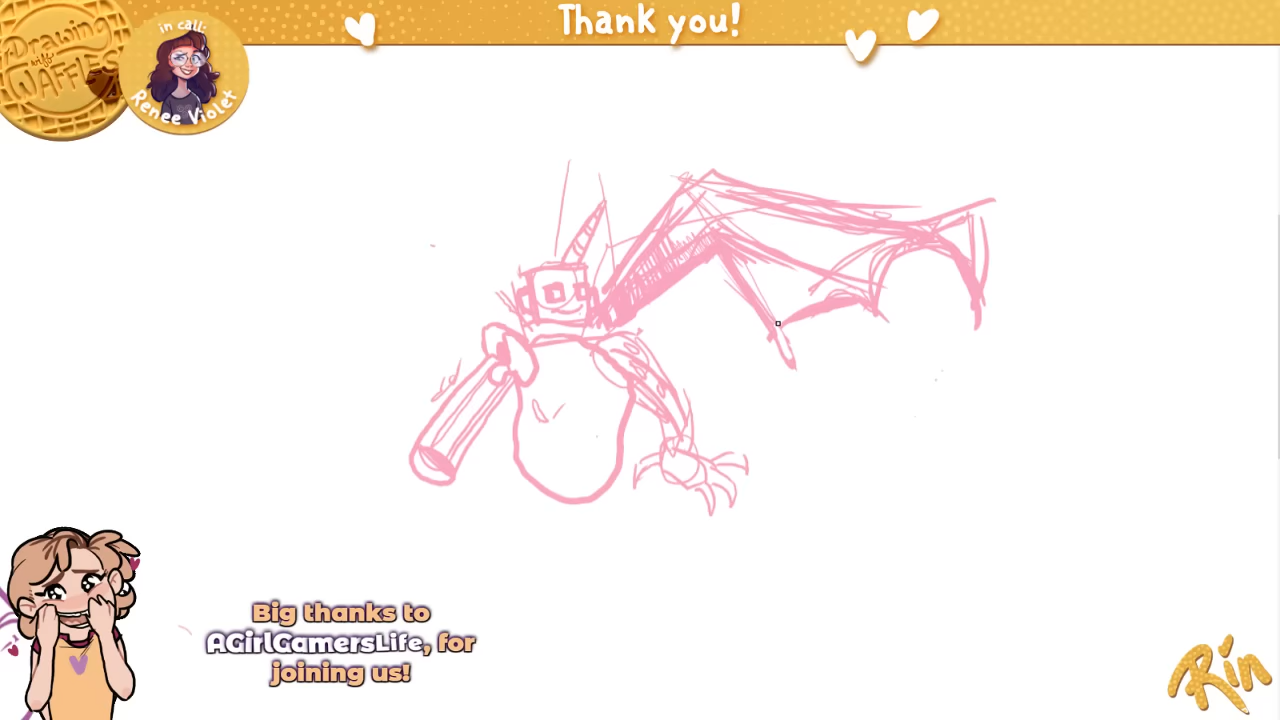 Thank you!
Drawing
with
WAFFLES
in call:
Renee Violet
Big thanks to
AGirlGamersLife, for
joining us!
Rin